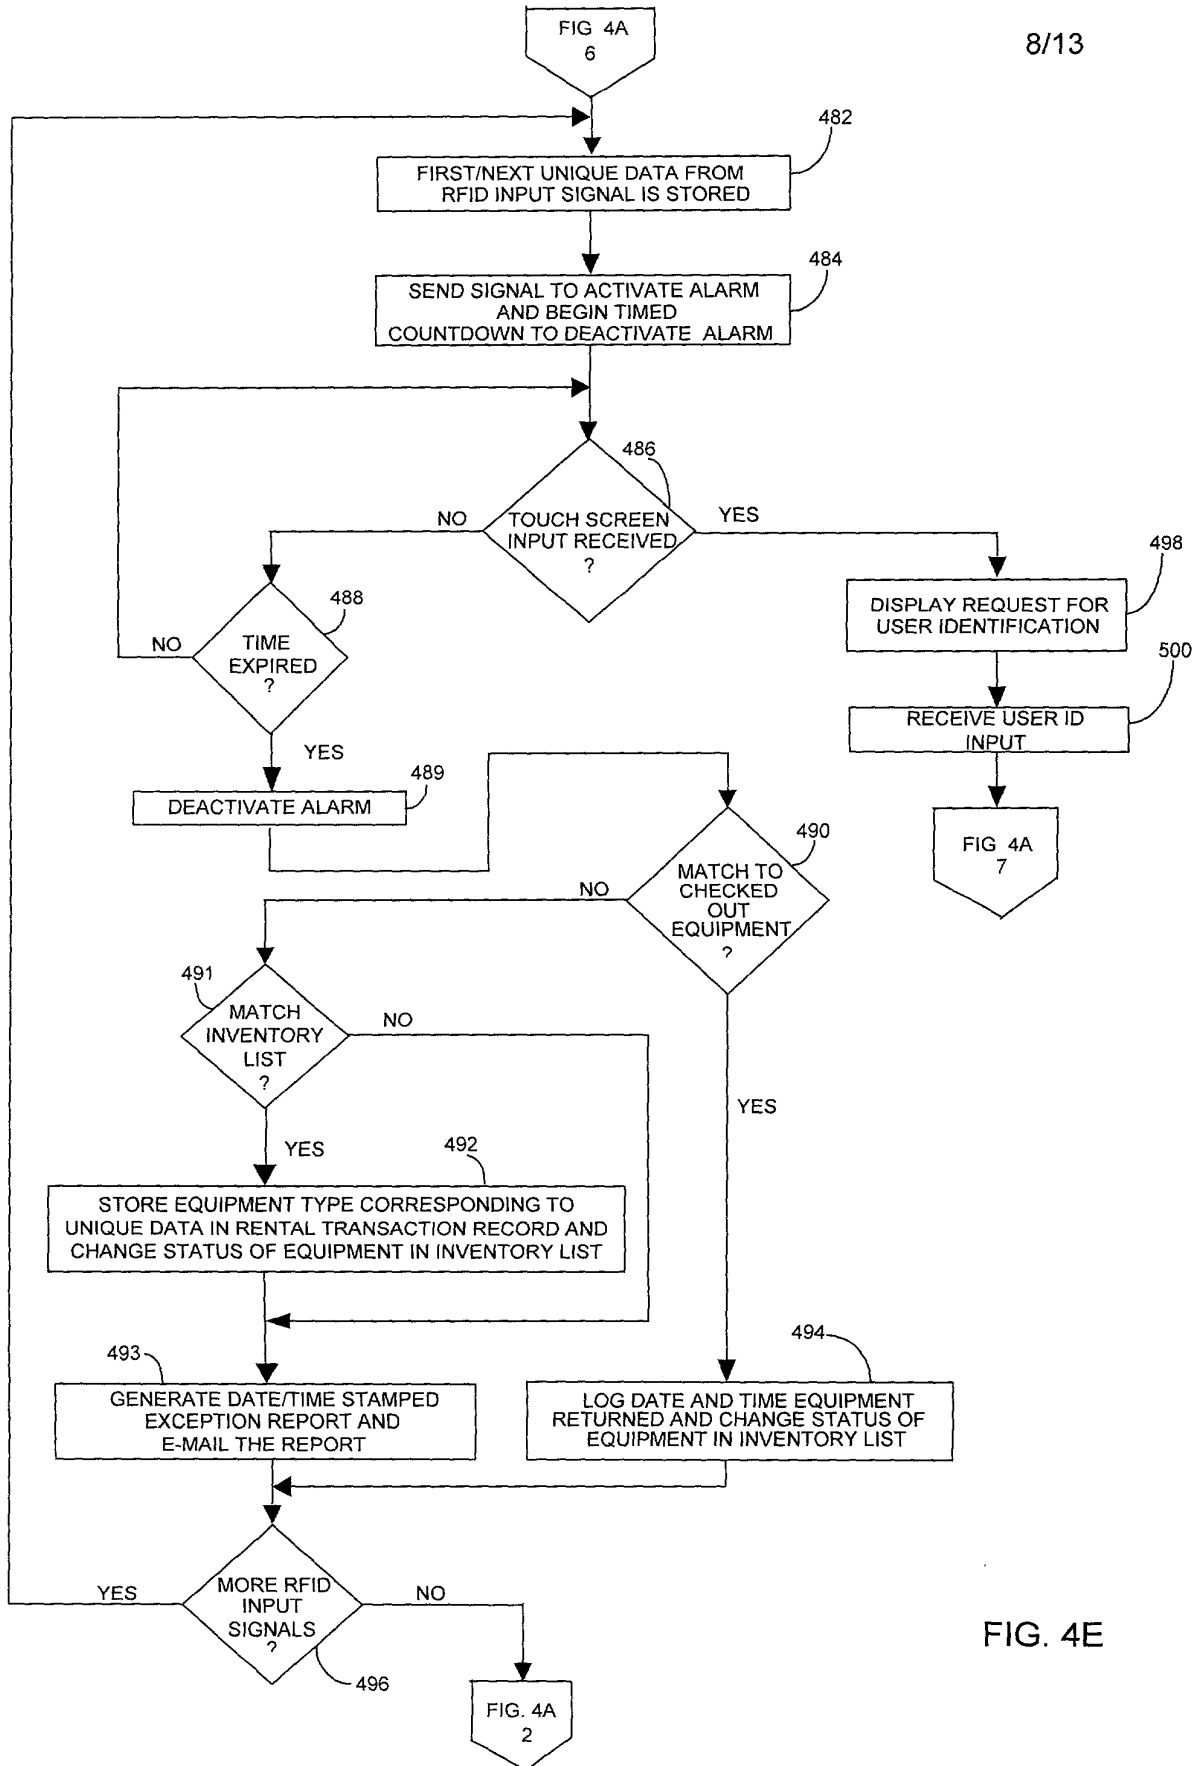 FIG 4A
6
8/13
482
FIRST/NEXT UNIQUE DATA FROM
RFID INPUT SIGNAL IS STORED
484
SEND SIGNAL TO ACTIVATE ALARM
AND BEGIN TIMED
COUNTDOWN TO DEACTIVATE ALARM
486
NO
TOUCH SCREEN
INPUT RECEIVED
?
YES
488
NO
TIME
EXPIRED
?
YES
498
DISPLAY REQUEST FOR
USER IDENTIFICATION
500
RECEIVE USER ID
INPUT
FIG 4A
7
489
DEACTIVATE ALARM
490
NO
MATCH TO
CHECKED
OUT
EQUIPMENT
?
YES
491
MATCH
INVENTORY
LIST
?
NO
YES
492
STORE EQUIPMENT TYPE CORRESPONDING TO
UNIQUE DATA IN RENTAL TRANSACTION RECORD AND
CHANGE STATUS OF EQUIPMENT IN INVENTORY LIST
493
GENERATE DATE/TIME STAMPED
EXCEPTION REPORT AND
E-MAIL THE REPORT
494
LOG DATE AND TIME EQUIPMENT
RETURNED AND CHANGE STATUS OF
EQUIPMENT IN INVENTORY LIST
YES
MORE RFID
INPUT
SIGNALS
?
NO
496
FIG. 4A
2
FIG. 4E